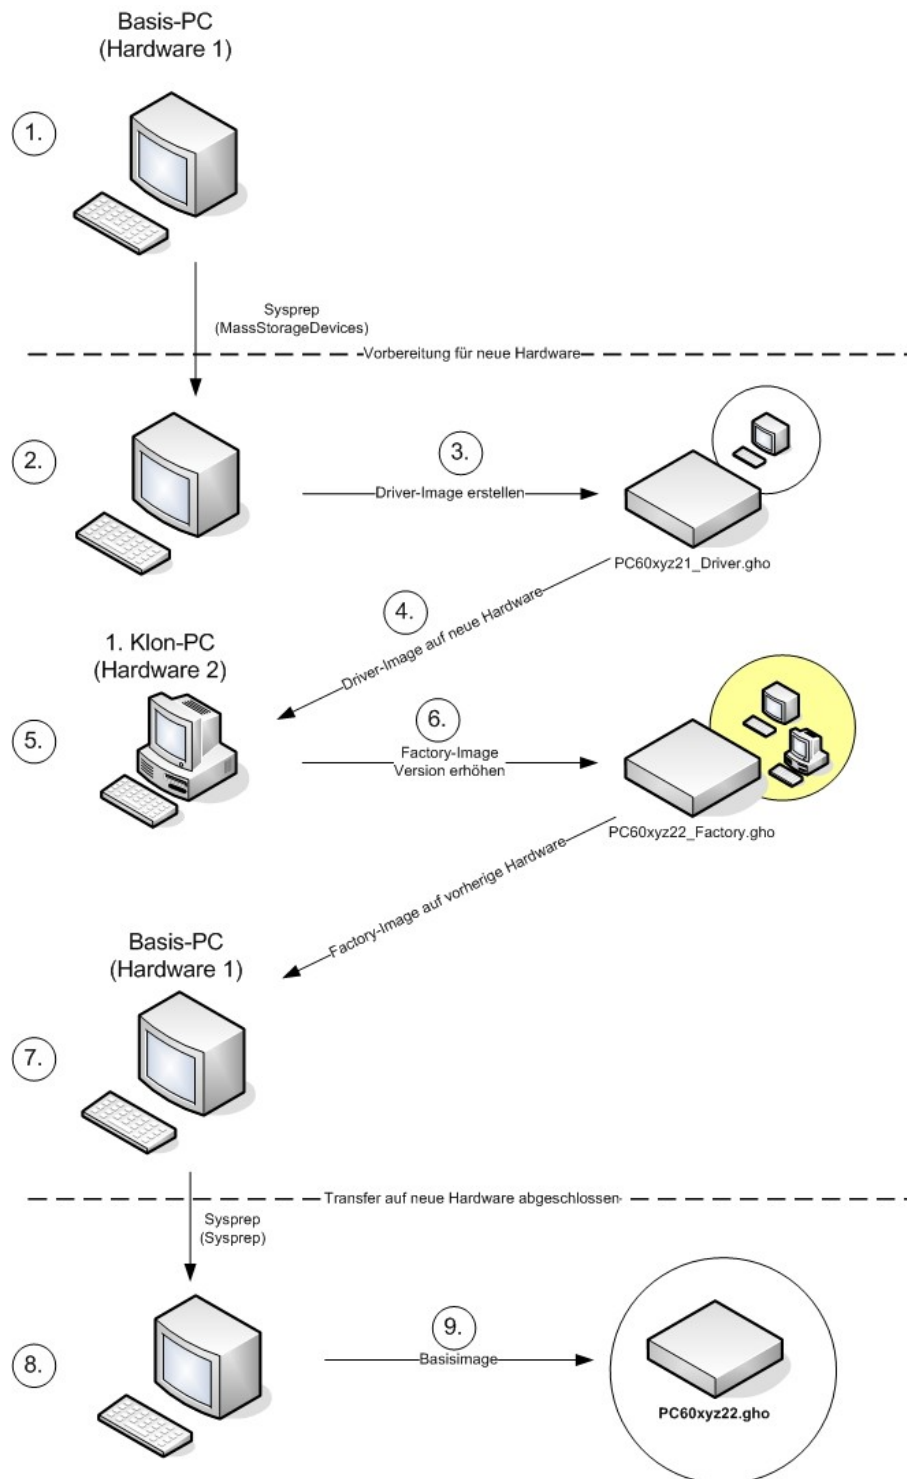 Basis-PC
(Hardware 1)
1.
Sysprep
(MassStorageDevices)
Vorbereitung für neue Hardware
2.
3.
Driver-Image erstellen
PC60xyz21_Driver.gho
4.
Driver-Image auf neue Hardware
1. Klon-PC
(Hardware 2)
5.
6.
Factory-Image
Version erhöhen
PC60xyz22_Factory.gho
Factory-Image auf vorherige Hardware
Basis-PC
(Hardware 1)
7.
Transfer auf neue Hardware abgeschlossen
Sysprep
(Sysprep)
8.
9.
Basisimage
PC60xyz22.gho